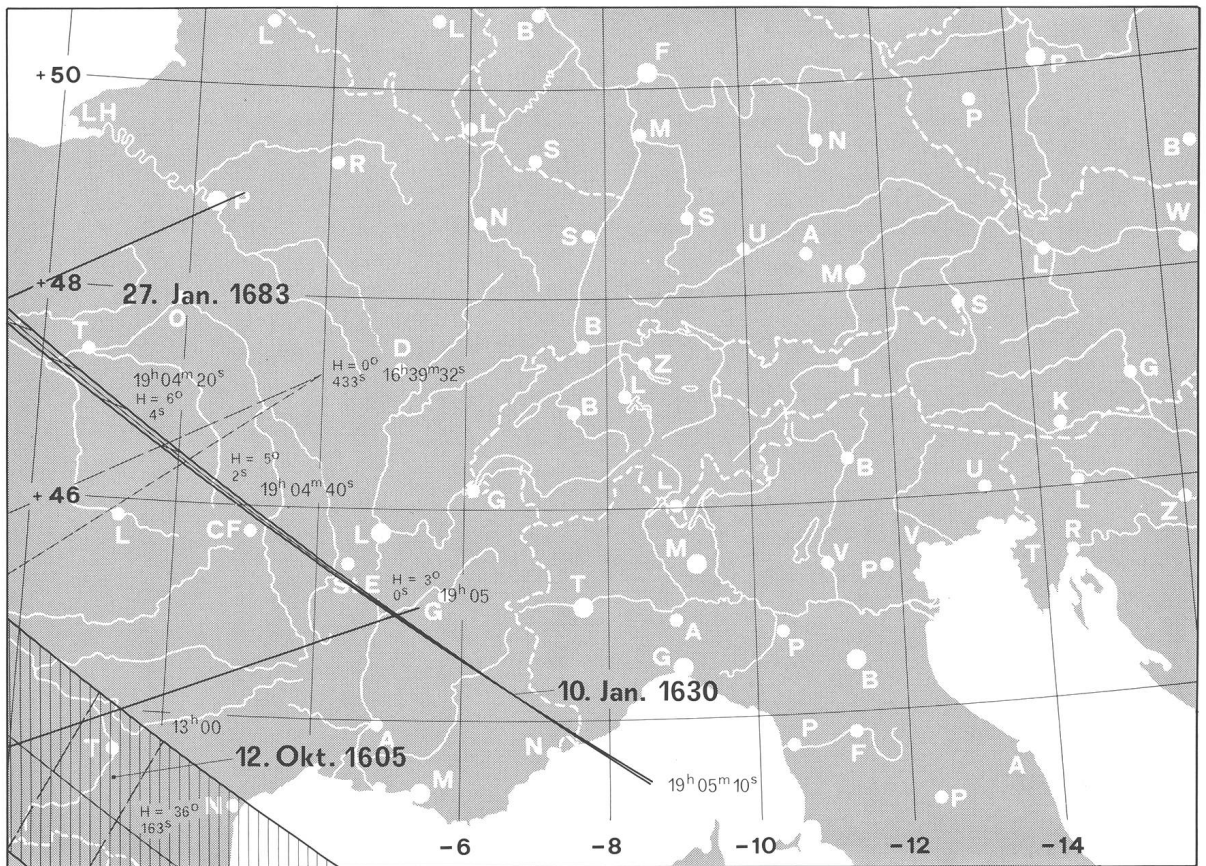 L
L
B
F
P
+50
P
LH
L
M
N
B
S
R
P
N
S
S
U
A
W
M
L
+48
27. Jan. 1683
O
T
S
B
D
H = 0° 16ʰ39ᵐ32ˢ
433ˢ
Z
I
G
19ʰ04ᵐ20ˢ
H = 6°
4ˢ
L
B
K
H = 5°
2ˢ 19ʰ04ᵐ40ˢ
B
U
+46
G
L
L
Z
L
CF
L
M
V
P
V
T
R
S E
H = 3°
0ˢ 19ʰ05
G
T
A
P
G
B
10. Jan. 1630
13ʰ00
T
A
N
P
F
A
12. Okt. 1605
M
19ʰ05ᵐ10ˢ
P
N
H = 36°
163ˢ
-6
-8
-10
-12
-14